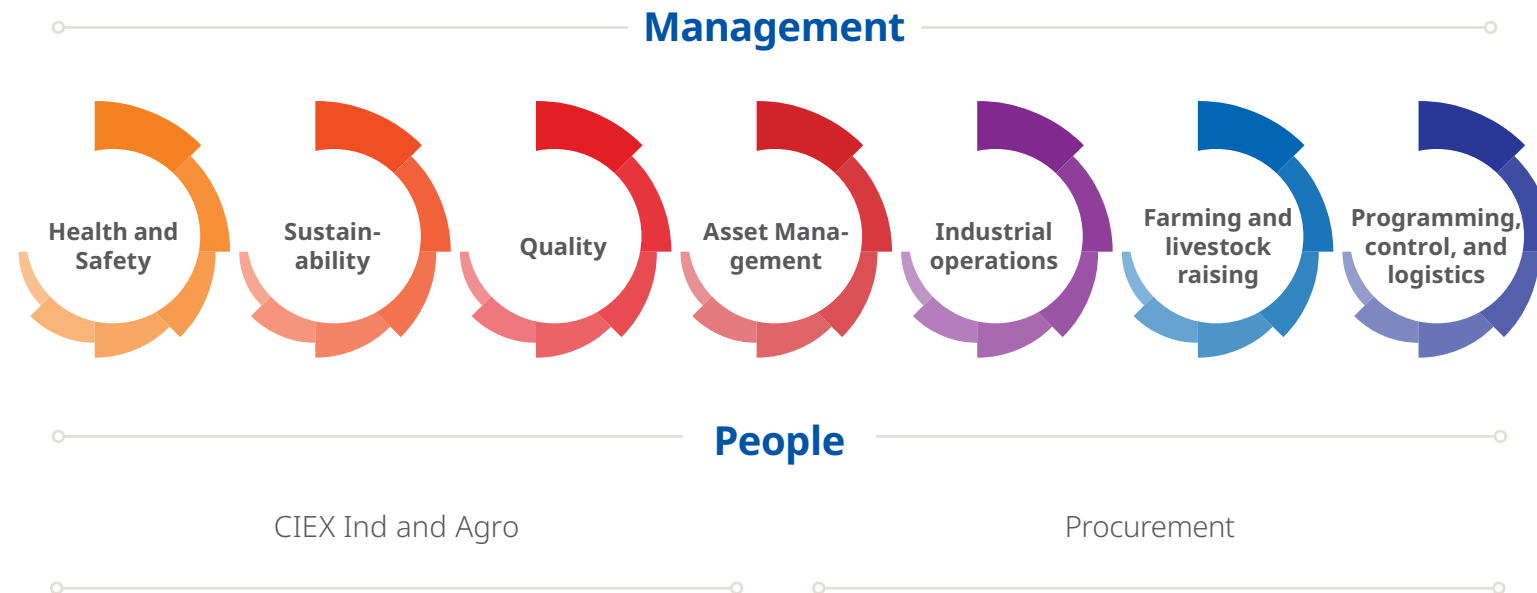 Management
Health and
Safety
Sustain-
ability
Quality
Asset Mana-
gement
Industrial
operations
Farming and
livestock
raising
Programming,
control, and
logistics
People
CIEX Ind and Agro
Procurement